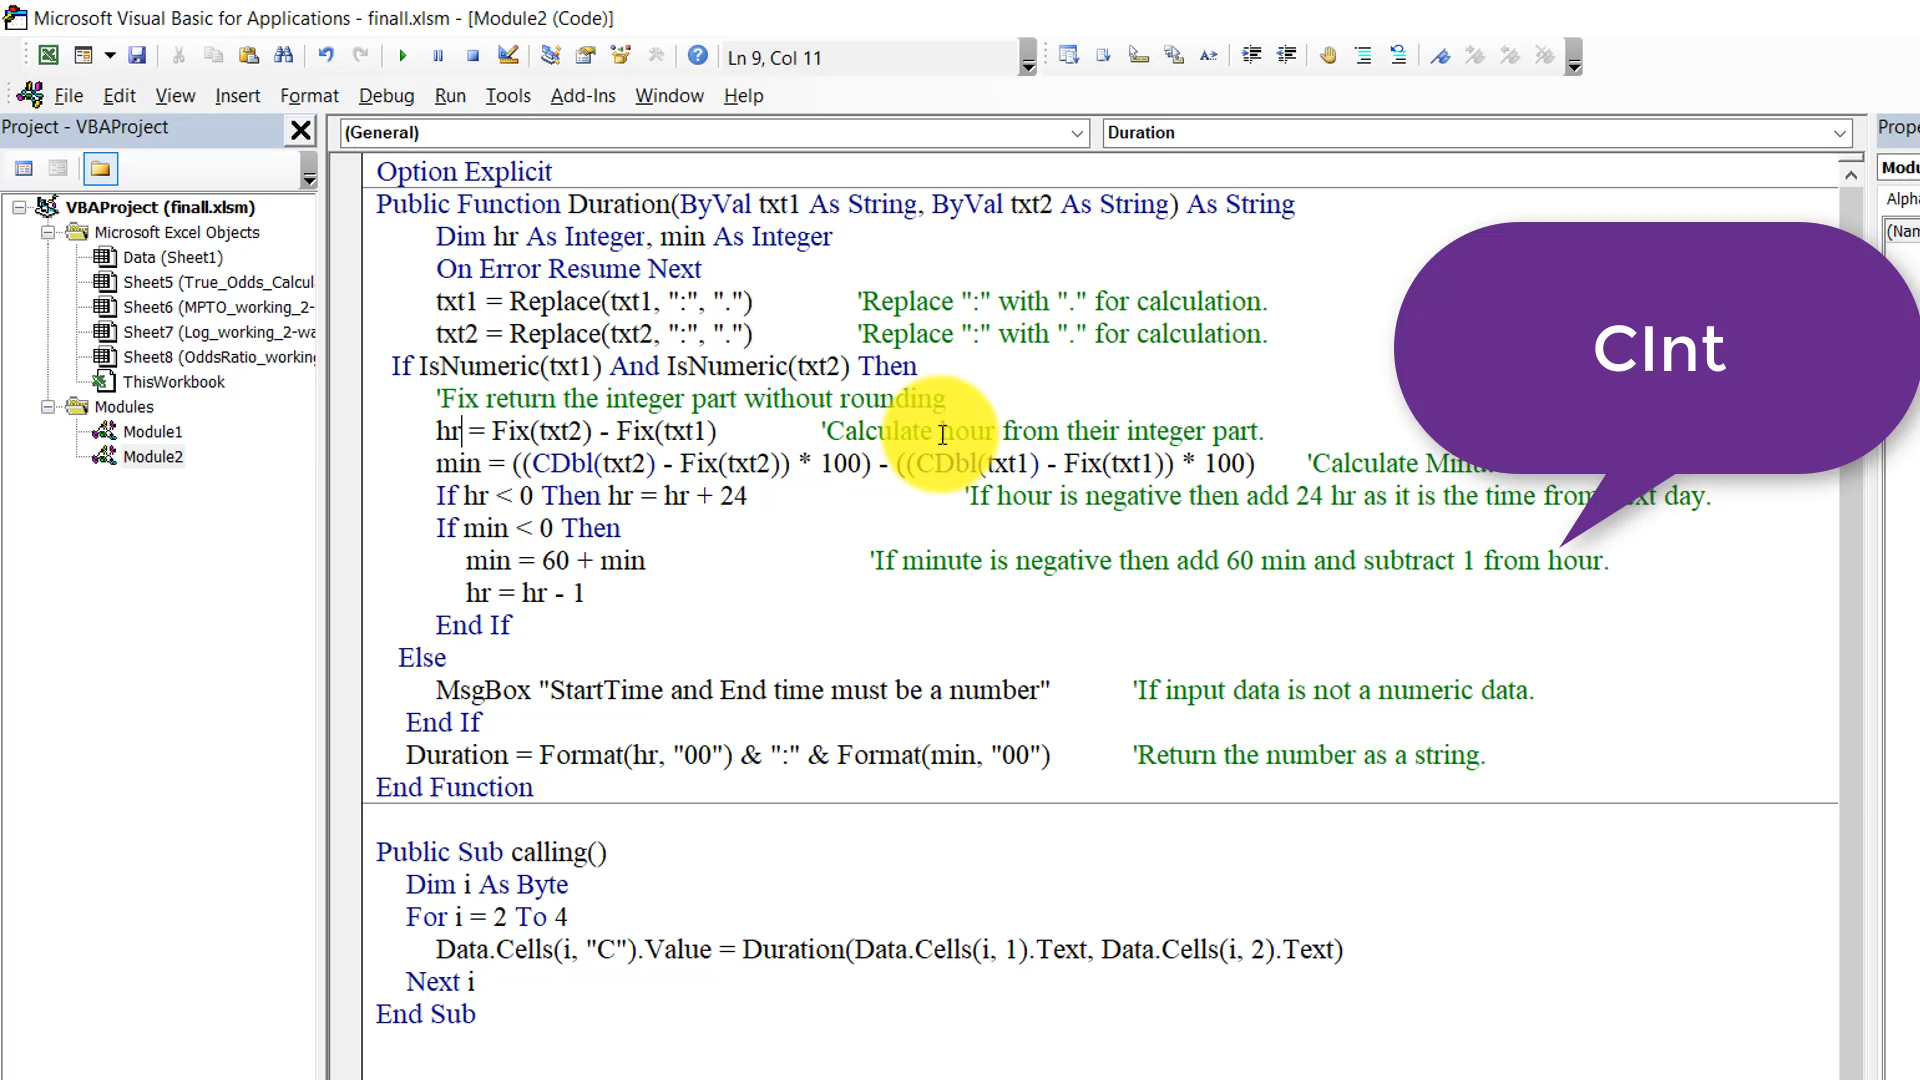 Microsoft Visual Basic for Applications - finall.xlsm - [Module2 (Code)]
Ln 9, Col 11
File Edit View Insert Format Debug Run Tools Add-Ins Window Help
Project - VBAProject
(General)
Duration
VBAProject (finall.xlsm)
Microsoft Excel Objects
Data (Sheet1)
Sheet5 (True_Odds_Calcul
Sheet6 (MPTO_working_2-
Sheet7 (Log_working_2-wa
Sheet8 (OddsRatio_working
ThisWorkbook
Modules
Module1
Module2
Option Explicit
Public Function Duration(ByVal txt1 As String, ByVal txt2 As String) As String
Dim hr As Integer, min As Integer
On Error Resume Next
txt1 = Replace(txt1, ":", ".") 'Replace ":" with "." for calculation.
txt2 = Replace(txt2, ":", ".") 'Replace ":" with "." for calculation.
If IsNumeric(txt1) And IsNumeric(txt2) Then
'Fix return the integer part without rounding
hr = Fix(txt2) - Fix(txt1) 'Calculate hour from their integer part.
min = ((CDbl(txt2) - Fix(txt2)) * 100) - ((CDbl(txt1) - Fix(txt1)) * 100) 'Calculate
If hr < 0 Then hr = hr + 24 'If hour is negative then add 24 hr as it is the time from next day.
If min < 0 Then
min = 60 + min 'If minute is negative then add 60 min and subtract 1 from hour.
hr = hr - 1
End If
Else
MsgBox "StartTime and End time must be a number" 'If input data is not a numeric data.
End If
Duration = Format(hr, "00") & ":" & Format(min, "00") 'Return the number as a string.
End Function
Public Sub calling()
Dim i As Byte
For i = 2 To 4
Data.Cells(i, "C").Value = Duration(Data.Cells(i, 1).Text, Data.Cells(i, 2).Text)
Next i
End Sub
CInt
Prope
Modu
Alpha
(Nam